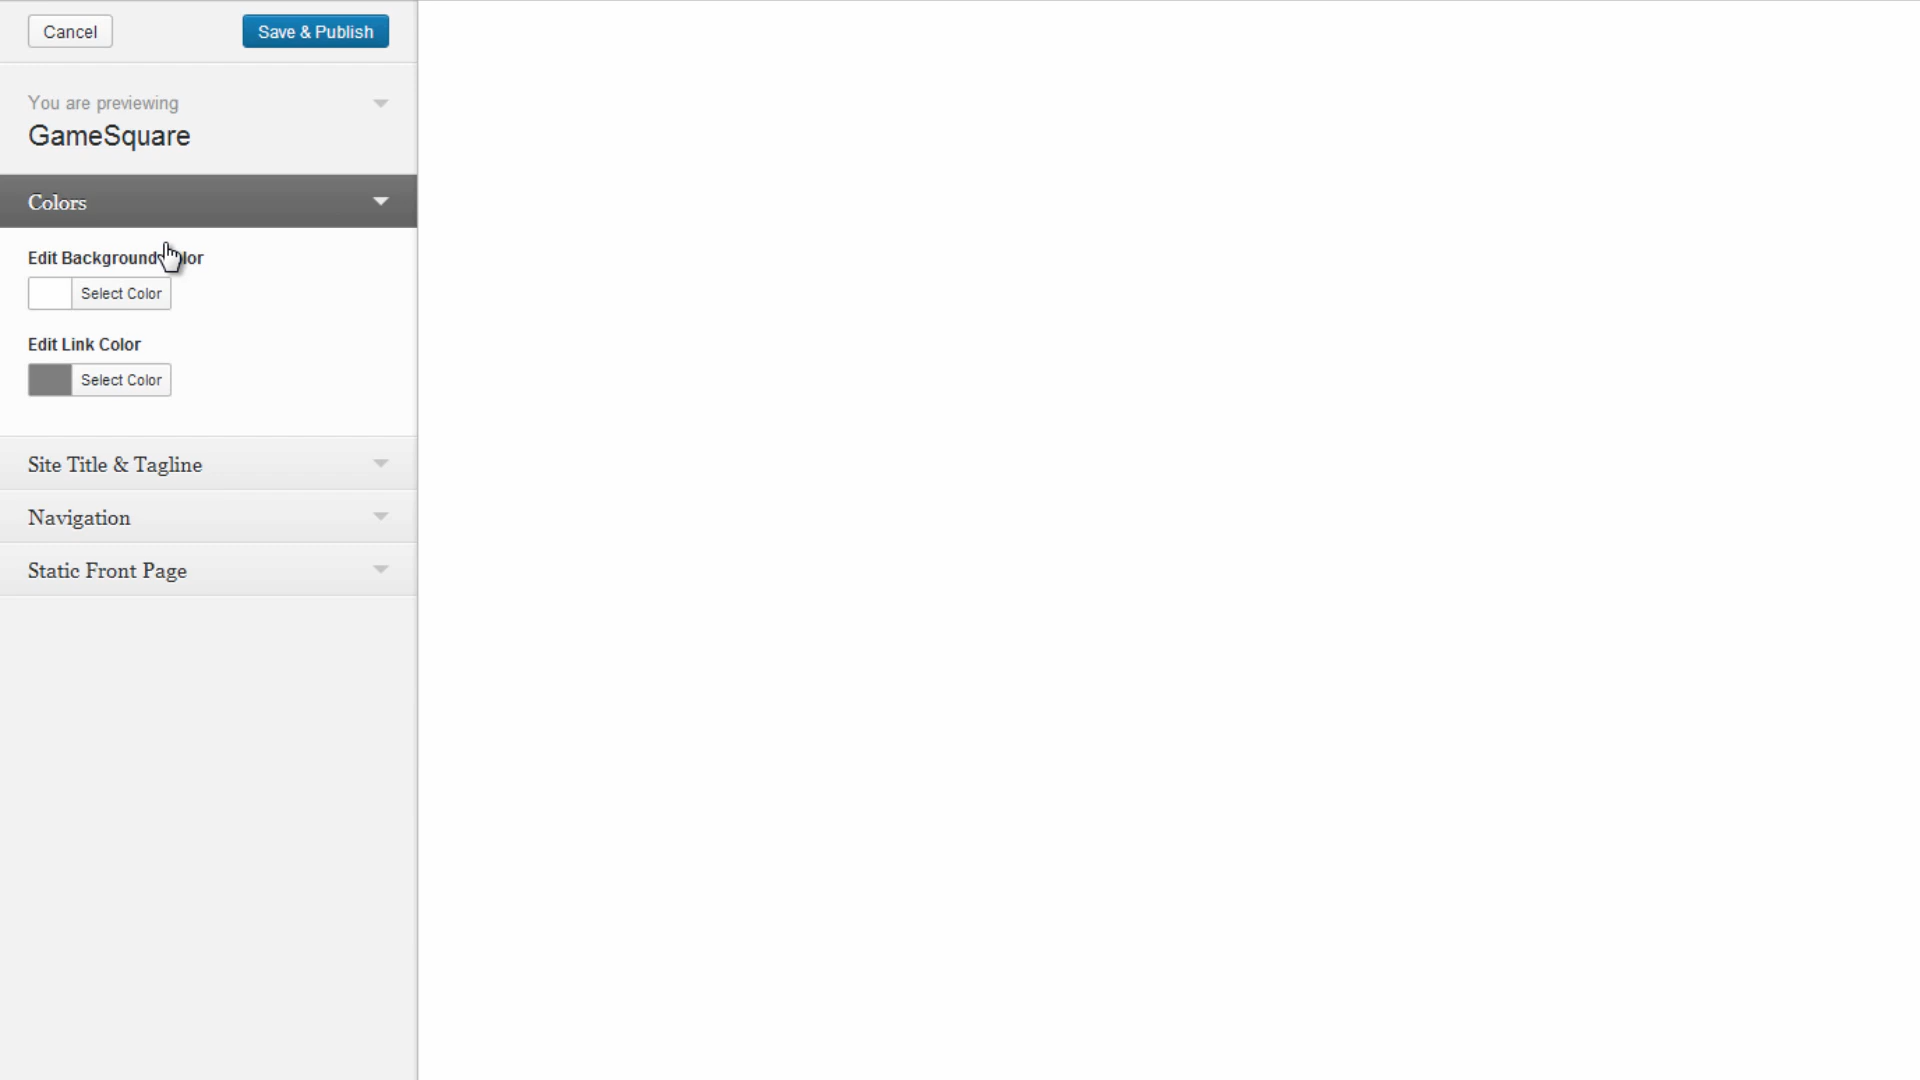 Cancel
Save & Publish
You are previewing
GameSquare
Colors
Edit Background Color
Select Color
Edit Link Color
Select Color
Site Title & Tagline
Navigation
Static Front Page